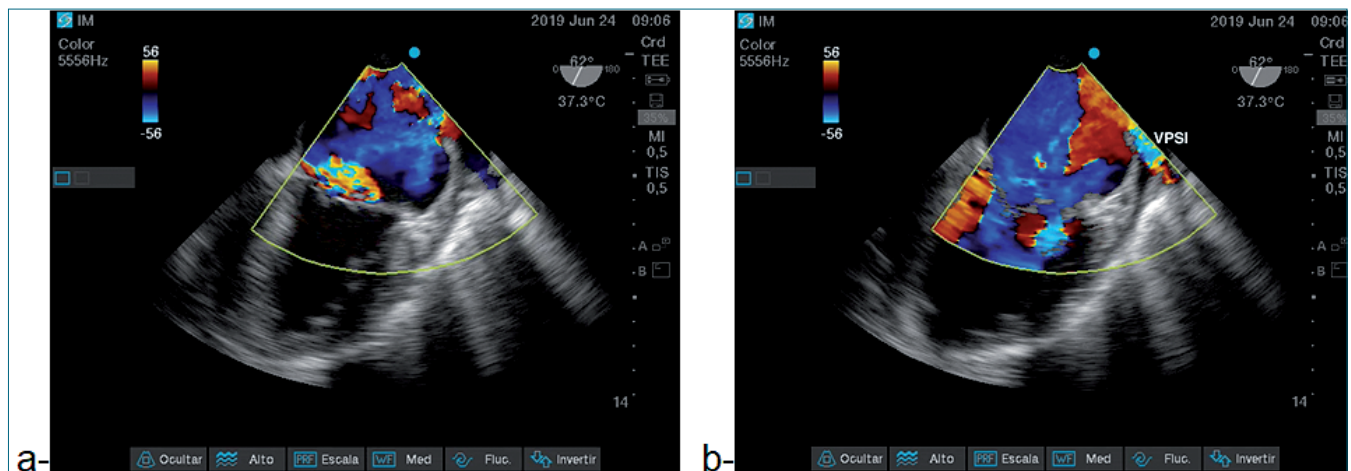 IM
2019 Jun 24 09:06
Color
5556Hz
56
-56
Crd
TEE
62°
0 180
37.3°C
35%
MI
0,5
TIS
0,5
A
B
14
a-
Ocultar Alto PRF Escala WF Med Fluc. Invertir
IM
2019 Jun 24 09:06
Color
5556Hz
56
-56
Crd
TEE
62°
0 180
37.3°C
35%
MI
0,5
TIS
0,5
VPSI
A
B
14
b-
Ocultar Alto PRF Escala WF Med Fluc. Invertir